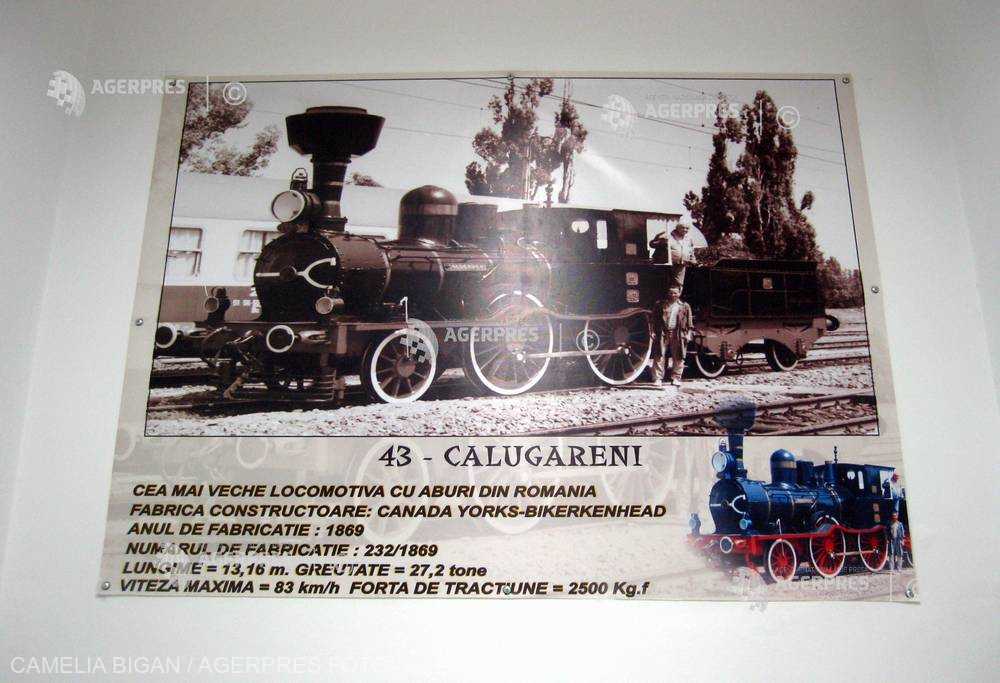 AGERPRES ©
AGERPRES ©
AGERPRES ©
43 - CALUGARENI
CEA MAI VECHE LOCOMOTIVA CU ABURI DIN ROMANIA
FABRICA CONSTRUCTOARE: CANADA YORKS-BIKERKENHEAD
ANUL DE FABRICATIE : 1869
NUMARUL DE FABRICATIE : 232/1869
LUNGIME = 13,16 m. GREUTATE = 27,2 tone
VITEZA MAXIMA = 83 km/h FORTA DE TRACTIUNE = 2500 Kg.f
CAMELIA BIGAN / AGERPRES